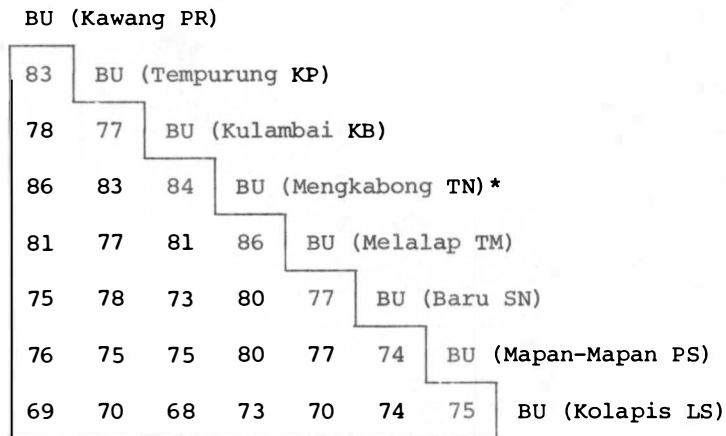 BU (Kawang PR)
83 BU (Tempurung KP)
78 77 BU (Kulambai KB)
86 83 84 BU (Mengkabong TN)*
81 77 81 86 BU (Melalap TM)
75 78 73 80 77 BU (Baru SN)
76 75 75 80 77 74 BU (Mapan-Mapan PS)
69 70 68 73 70 74 75 BU (Kolapis LS)